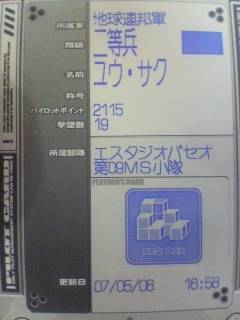 所属軍 地球連邦軍
階級 二等兵
名前 ユウ・サク
称号
パイロットポイント 2115
撃墜数 19
所属部隊 エスタジオパセオ
第09MS小隊
PLATOON'S MARK
RED BOX
更新日 07/05/06 16:58
PILOT CARD